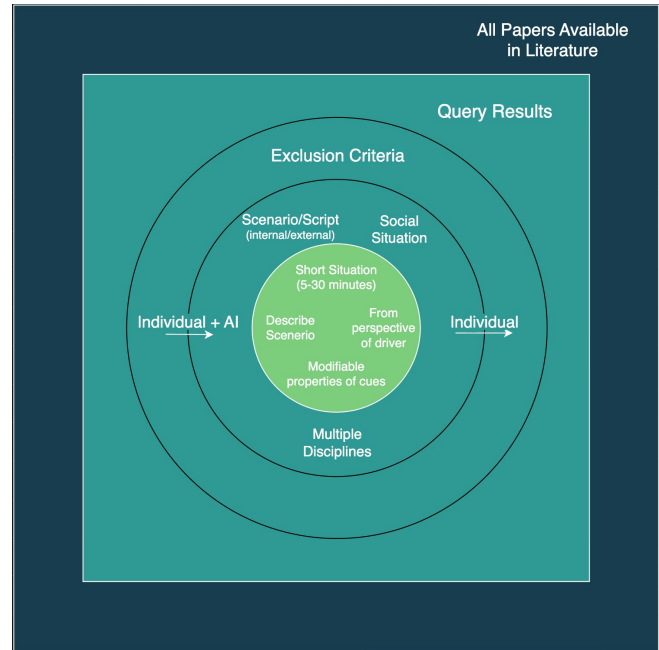 All Papers Available
in Literature
Query Results
Exclusion Criteria
Scenario/Script
(internal/external)
Social
Situation
Short Situation
(5-30 minutes)
Individual + AI
Describe
Scenerio
From
perspective
of driver
Individual
Modifiable
properties of cues
Multiple
Disciplines